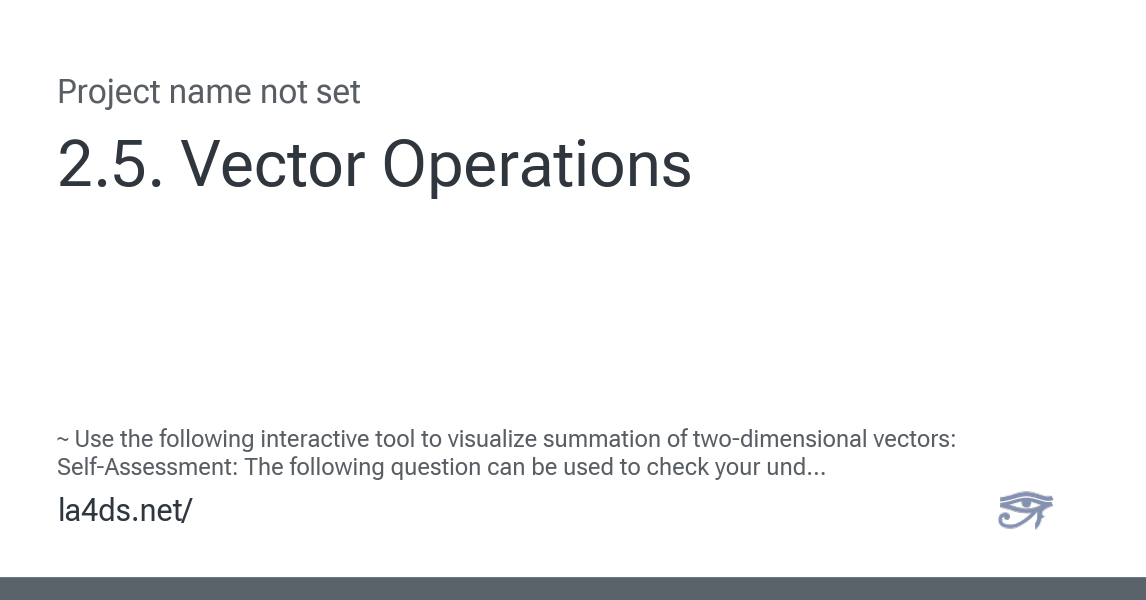 Project name not set
2.5. Vector Operations
~ Use the following interactive tool to visualize summation of two-dimensional vectors:
Self-Assessment: The following question can be used to check your und...
la4ds.net/